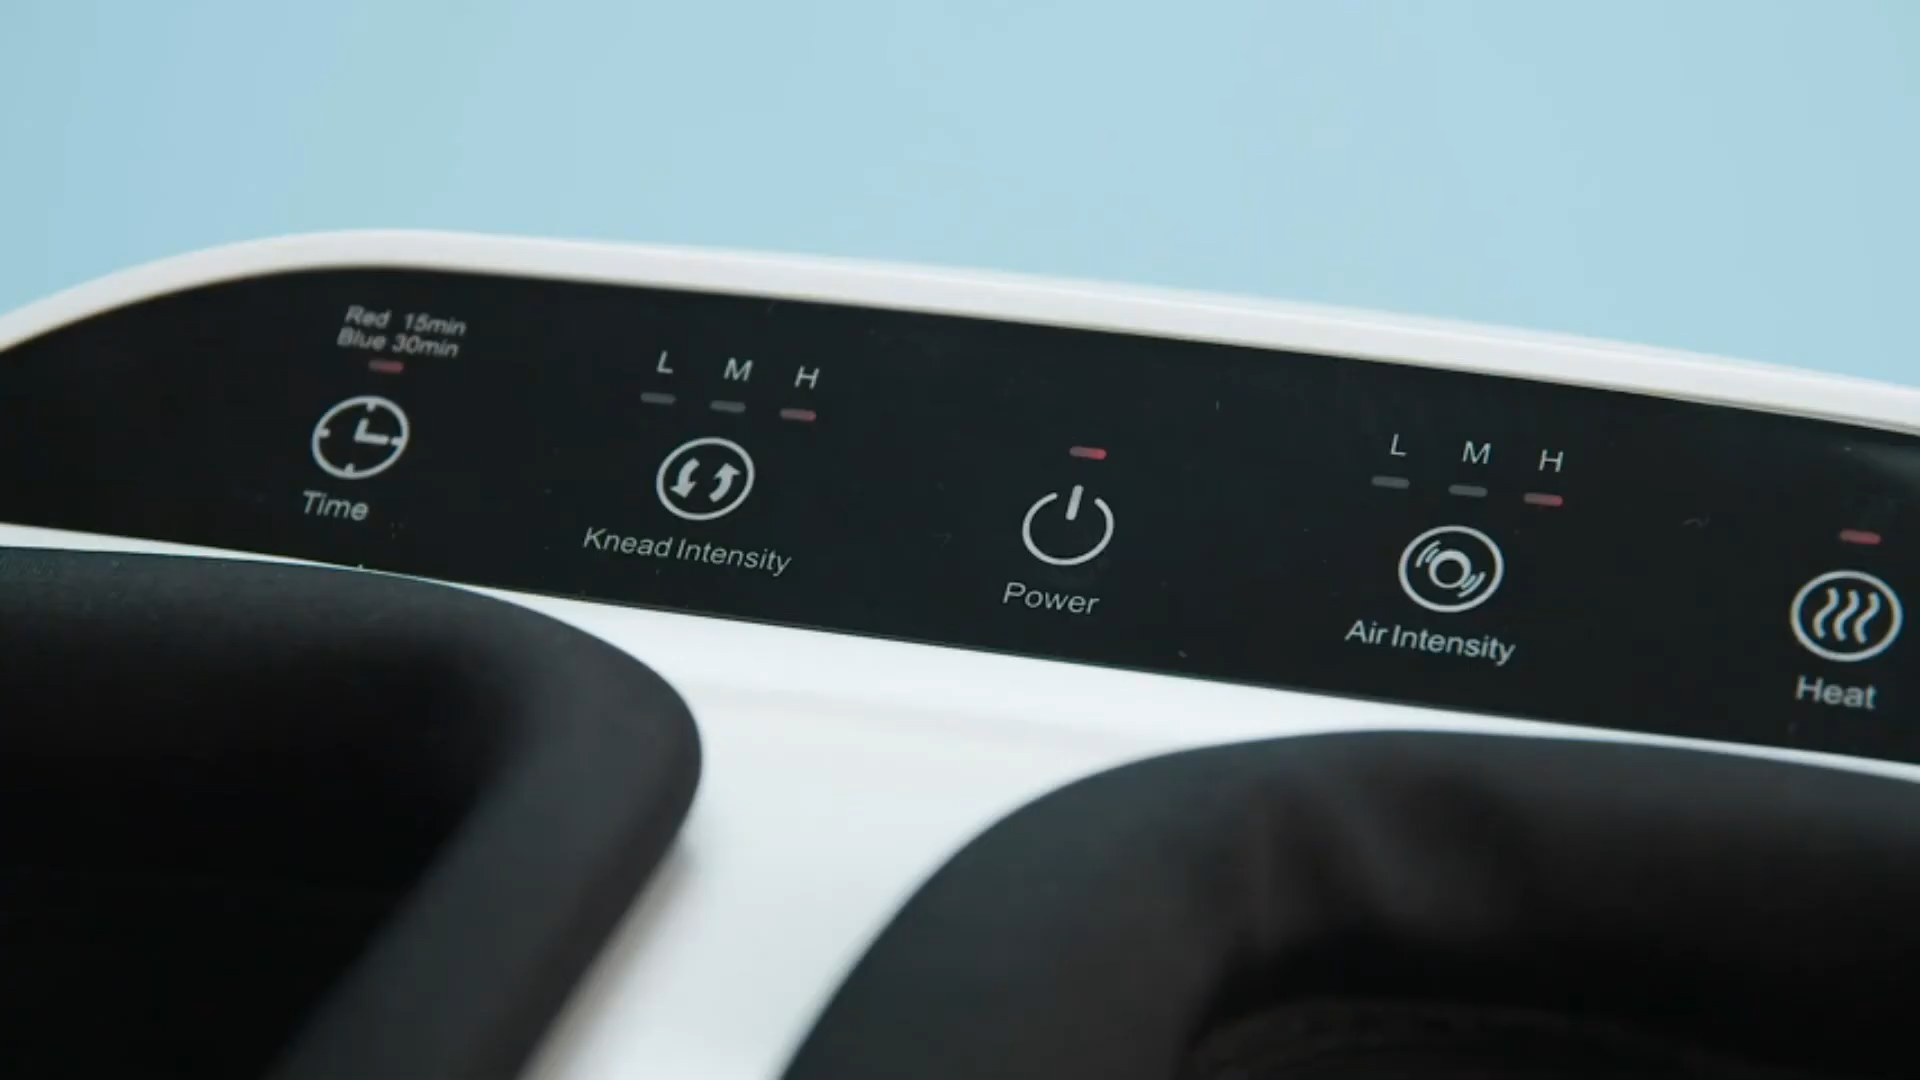 Red 15min
Blue 30min
Time
L M H
Knead Intensity
Power
L M H
Air Intensity
Heat